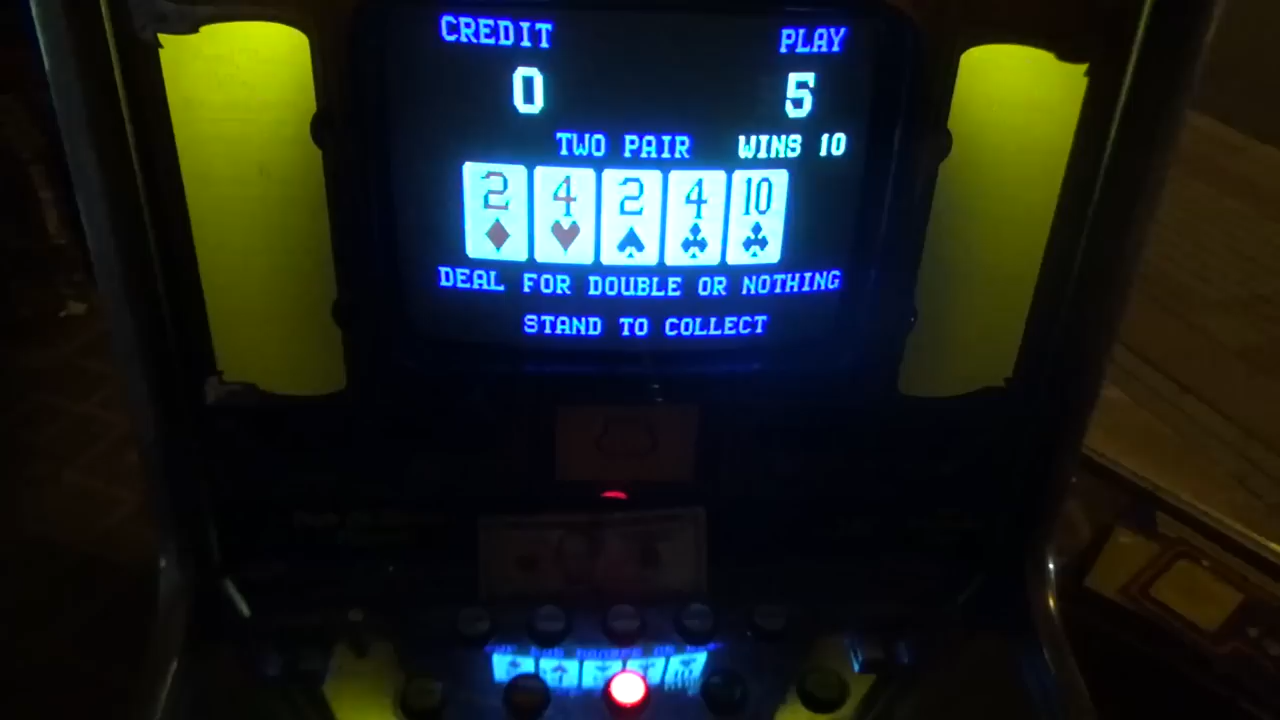 CREDIT PLAY
0 5
TWO PAIR WINS 10
2 4 2 4 10
DEAL FOR DOUBLE OR NOTHING
STAND TO COLLECT